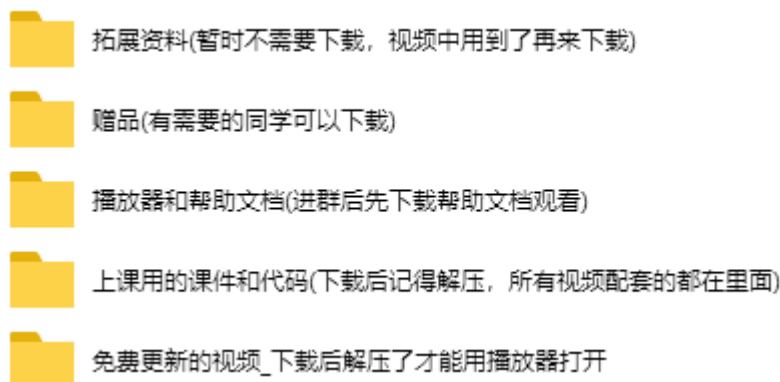 拓展资料(暂时不需要下载，视频中用到了再来下载)
赠品(有需要的同学可以下载)
播放器和帮助文档(进群后先下载帮助文档观看)
上课用的课件和代码(下载后记得解压，所有视频配套的都在里面)
免费更新的视频_下载后解压了才能用播放器打开